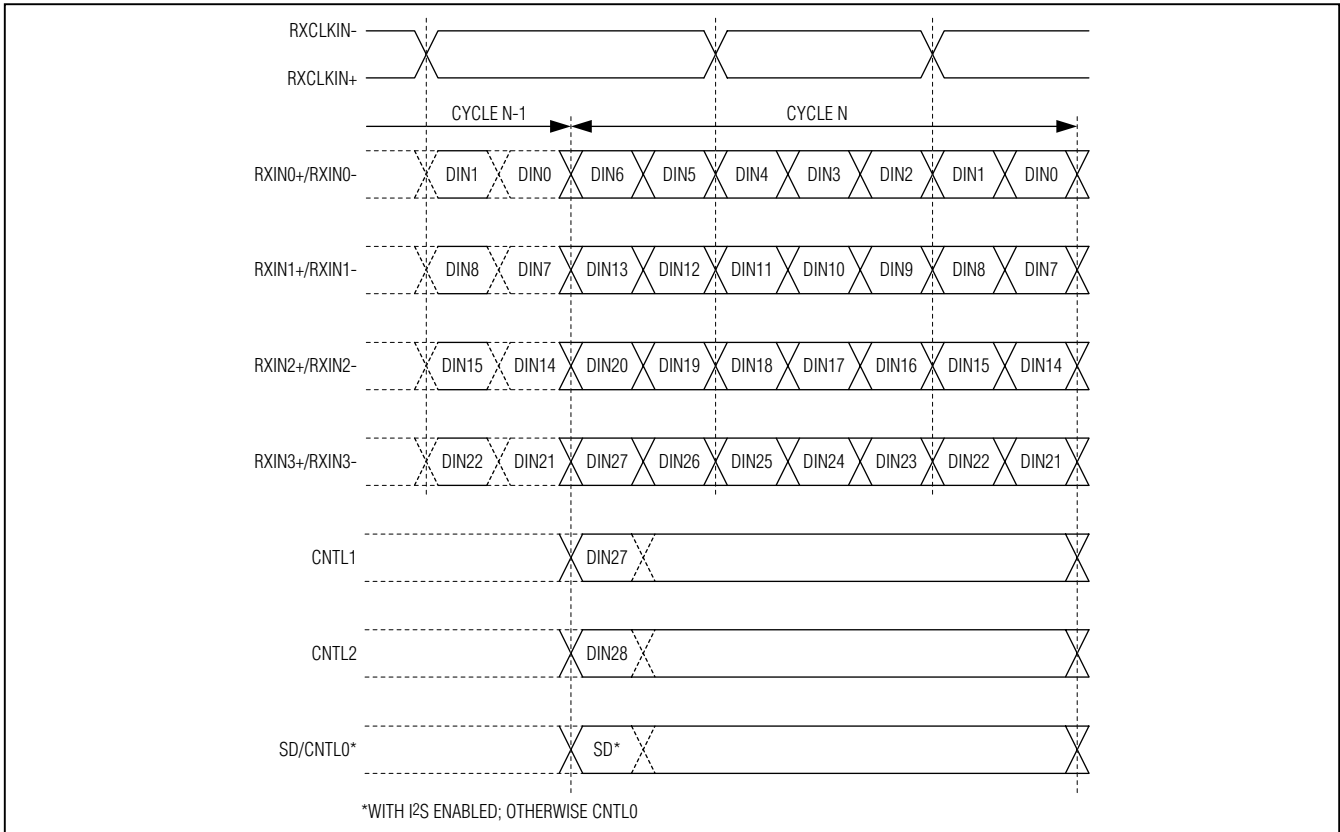 RXCLKIN-
RXCLKIN+
CYCLE N-1 CYCLE N
RXIN0+/RXIN0- DIN1 DIN0 DIN6 DIN5 DIN4 DIN3 DIN2 DIN1 DIN0
RXIN1+/RXIN1- DIN8 DIN7 DIN13 DIN12 DIN11 DIN10 DIN9 DIN8 DIN7
RXIN2+/RXIN2- DIN15 DIN14 DIN20 DIN19 DIN18 DIN17 DIN16 DIN15 DIN14
RXIN3+/RXIN3- DIN22 DIN21 DIN27 DIN26 DIN25 DIN24 DIN23 DIN22 DIN21
CNTL1 DIN27
CNTL2 DIN28
SD/CNTL0* SD*
*WITH I2S ENABLED; OTHERWISE CNTL0